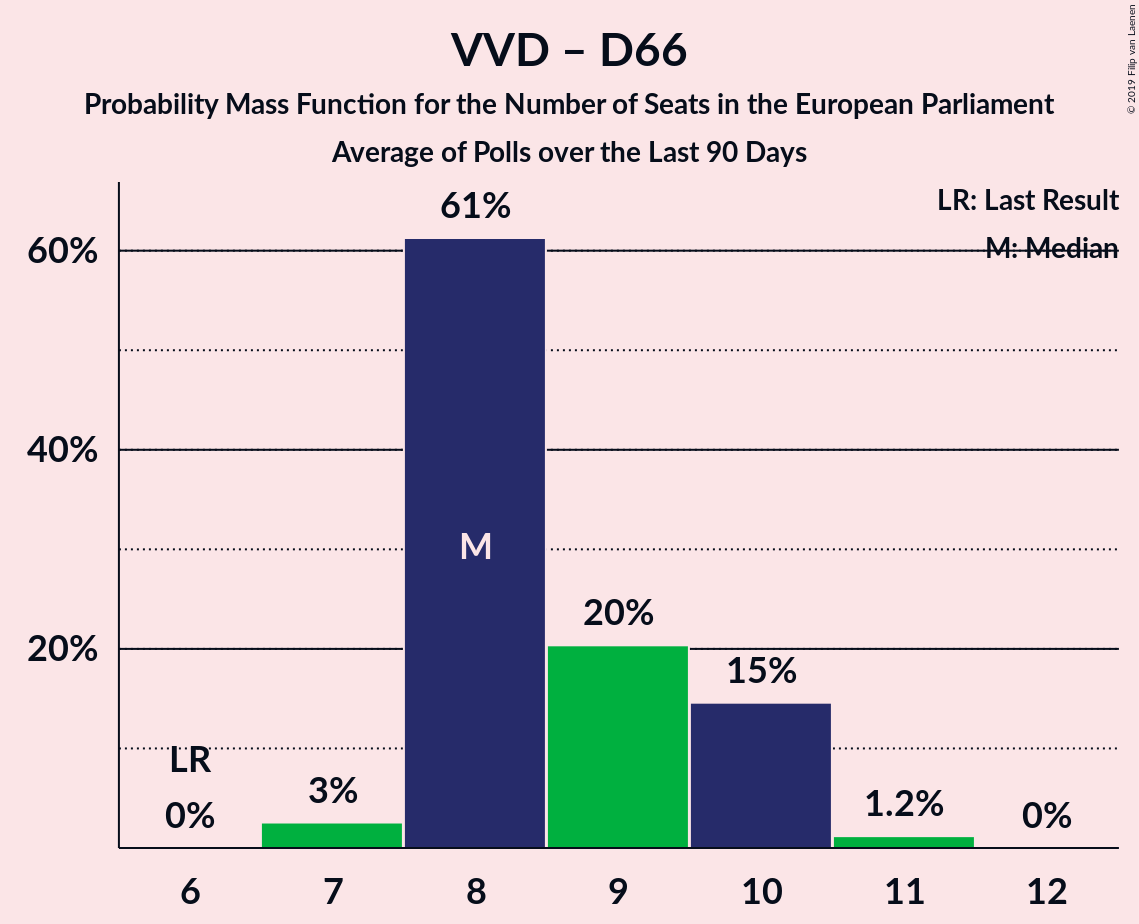 VVD – D66
Probability Mass Function for the Number of Seats in the European Parliament
Average of Polls over the Last 90 Days
© 2019 Filip van Laenen
LR: Last Result
M: Median
61%
60%
40%
M
20%
20%
15%
LR
3%
1.2%
0%
0%
6 7 8 9 10 11 12